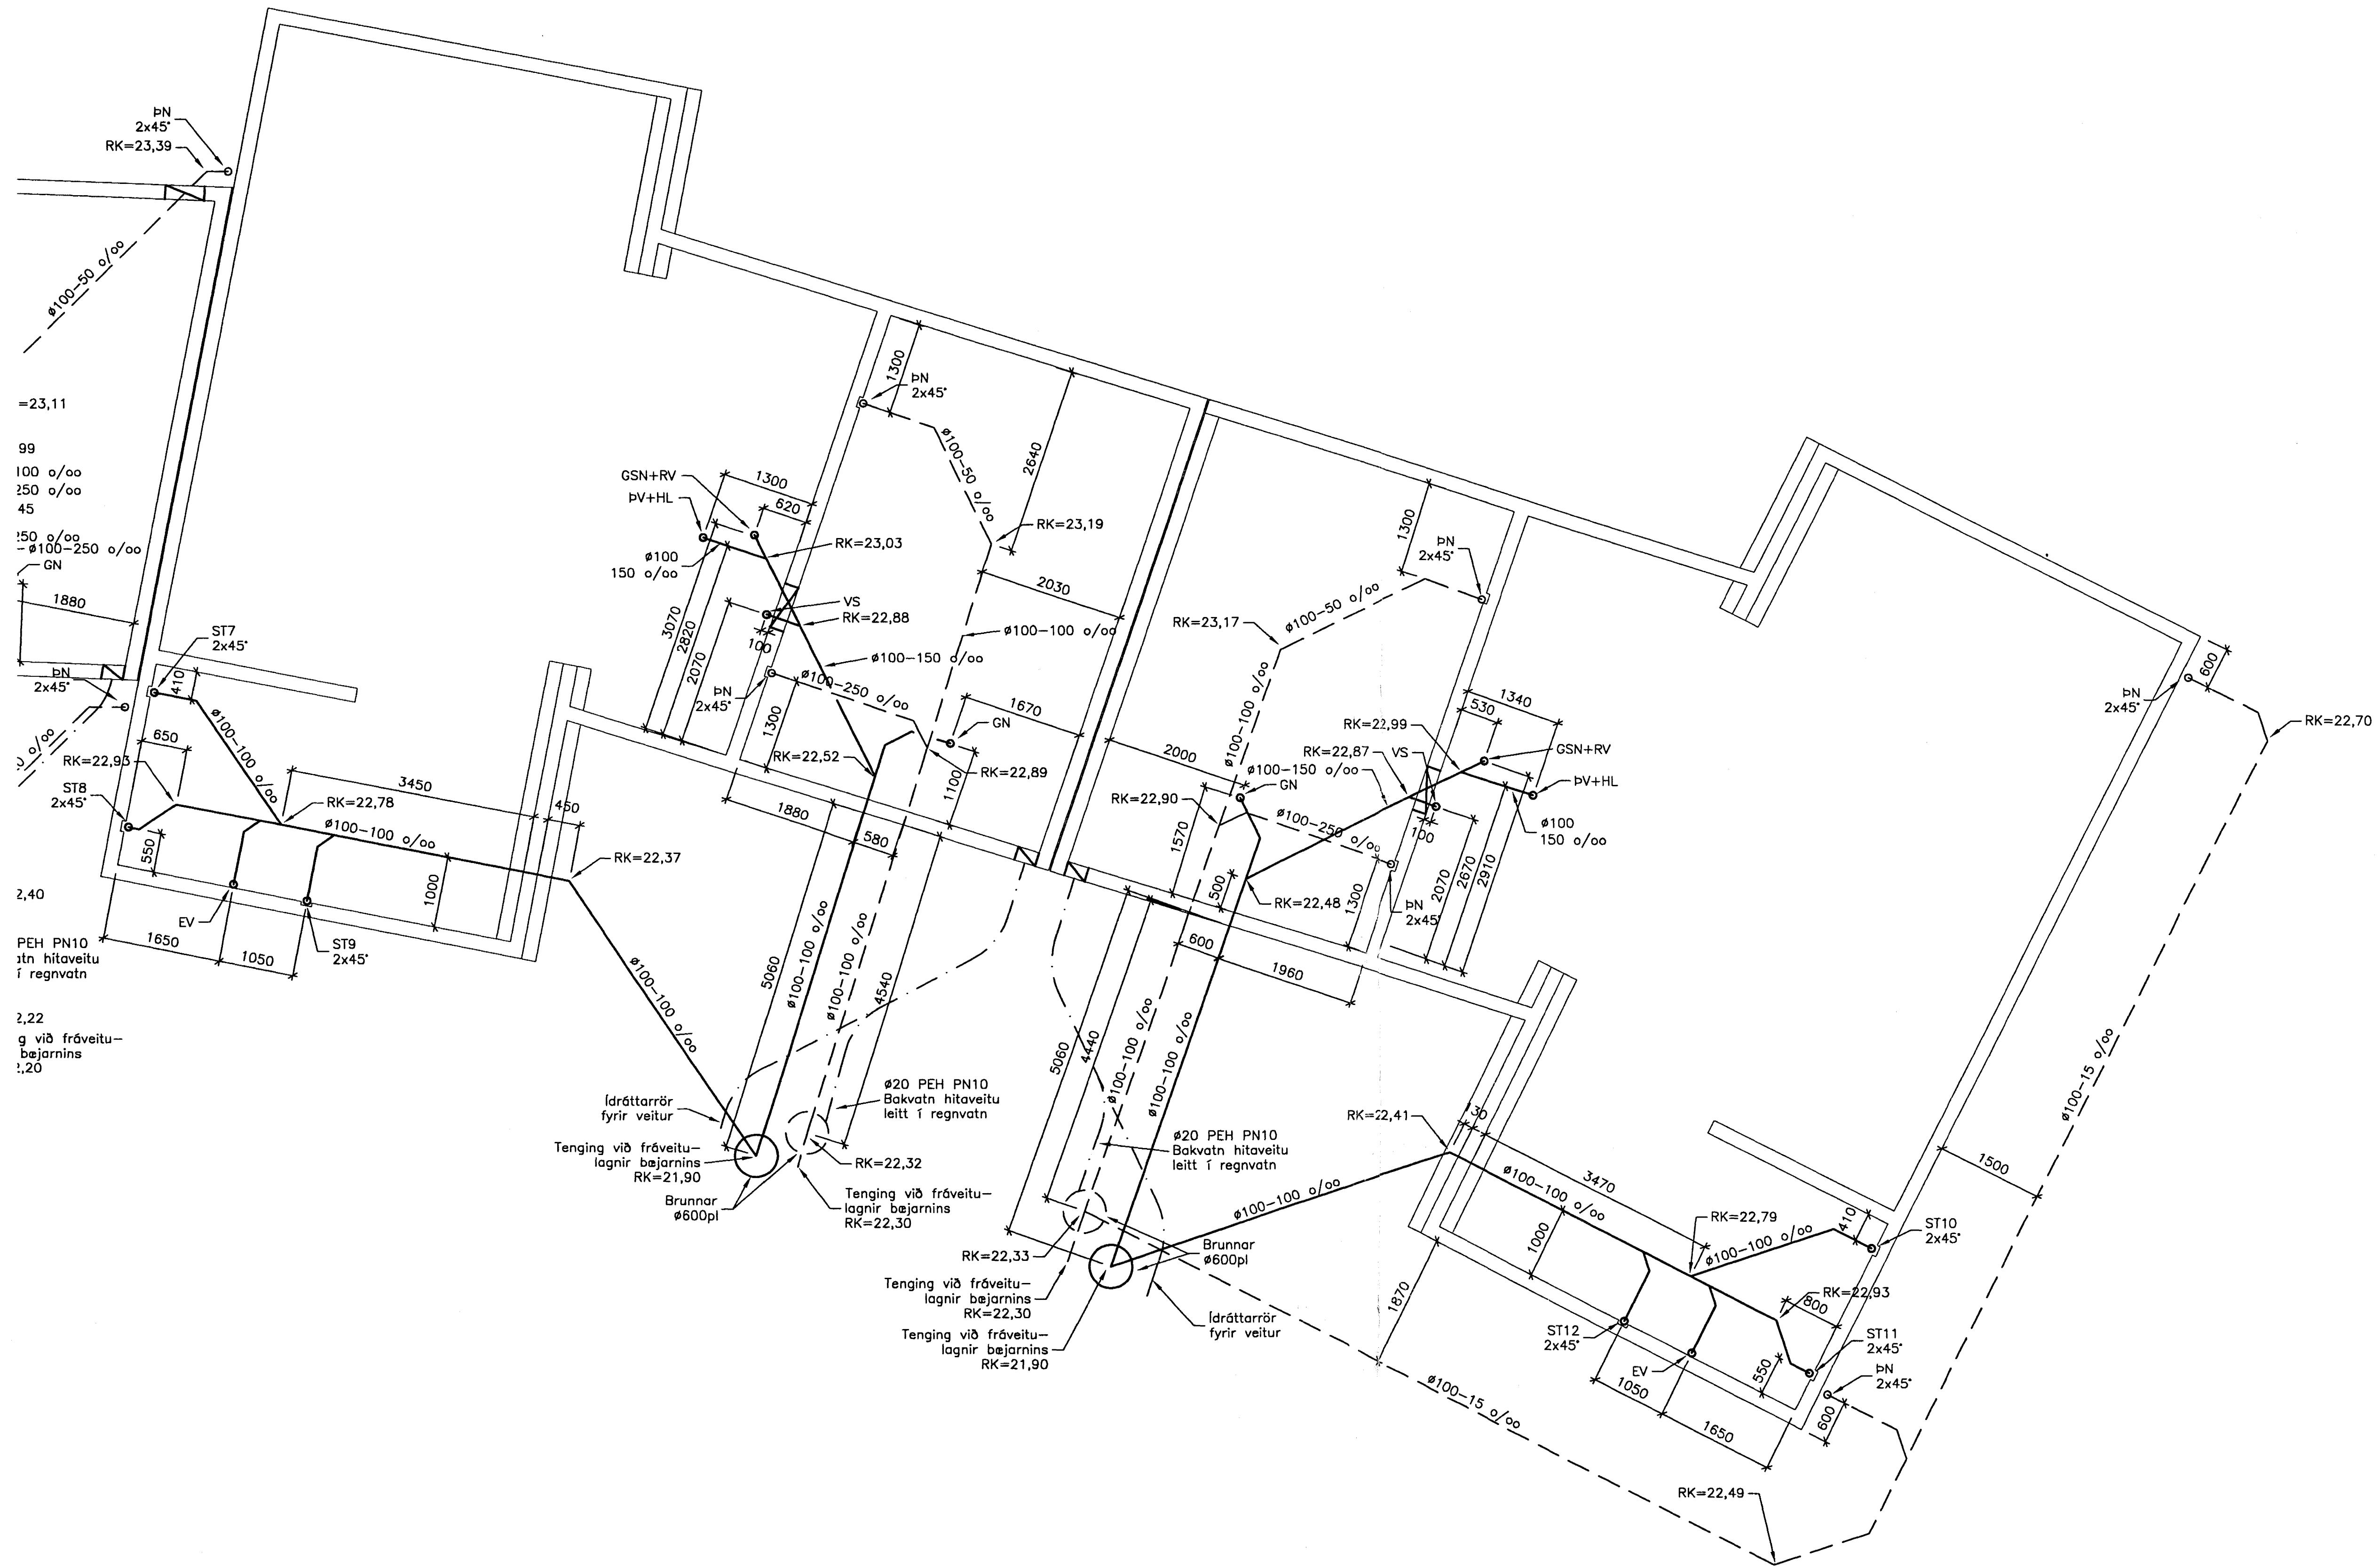 ÞN
2x45°
RK=23,39
ø100-50 o/oo
=23,11
99
100 o/oo
250 o/oo
45
250 o/oo
ø100-250 o/oo
GN
1880
ÞN
2x45°
ST7
2x45°
410
650
RK=22,93
ø100-100 o/oo
ST8
2x45°
RK=22,78
3450
450
ø100-100 o/oo
550
1000
RK=22,37
EV
ST9
2x45°
1650
1050
2,40
PEH PN10
atn hitaveitu
í regnvatn
2,22
g við fráveitu-
bæjarnins
2,20
1300
ÞN
2x45°
ø100-50 o/oo
2640
GSN+RV
ÞV+HL
1300
620
RK=23,03
RK=23,19
ø100
150 o/oo
2030
3070
2820
2070
VS
RK=22,88
100
ø100-100 o/oo
ø100-150 o/oo
ÞN
2x45°
ø100-250 o/oo
1300
1670
GN
RK=22,52
RK=22,89
1100
1880
580
5060
ø100-100 o/oo
ø100-100 o/oo
4540
ø100-100 o/oo
Ídráttarrör
fyrir veitur
Tenging við fráveitu-
lagnir bæjarnins
RK=21,90
Brunnar
ø600pl
Ø20 PEH PN10
Bakvatn hitaveitu
leitt í regnvatn
RK=22,32
Tenging við fráveitu-
lagnir bæjarnins
RK=22,30
1300
ÞN
2x45°
RK=23,17
ø100-50 o/oo
ø100-100 o/oo
1340
530
RK=22,99
RK=22,87
VS
GSN+RV
2000
ø100-150 o/oo
GN
ÞV+HL
RK=22,90
ø100-250 o/oo
100
ø100
150 o/oo
1570
500
RK=22,48
1300
ÞN
2x45°
2070
2670
2910
600
1960
5060
4440
ø100-100 o/oo
ø100-100 o/oo
Ø20 PEH PN10
Bakvatn hitaveitu
leitt í regnvatn
RK=22,41
130
3470
ø100-100 o/oo
ø100-100 o/oo
RK=22,33
Brunnar
ø600pl
Tenging við fráveitu-
lagnir bæjarnins
RK=22,30
Tenging við fráveitu-
lagnir bæjarnins
RK=21,90
Ídráttarrör
fyrir veitur
1000
1870
RK=22,79
ø100-100 o/oo
410
ST10
2x45°
RK=22,93
800
ST12
2x45°
EV
550
ST11
2x45°
ÞN
2x45°
1050
1650
600
ø100-15 o/oo
RK=22,49
600
ÞN
2x45°
RK=22,70
ø100-15 o/oo
1500